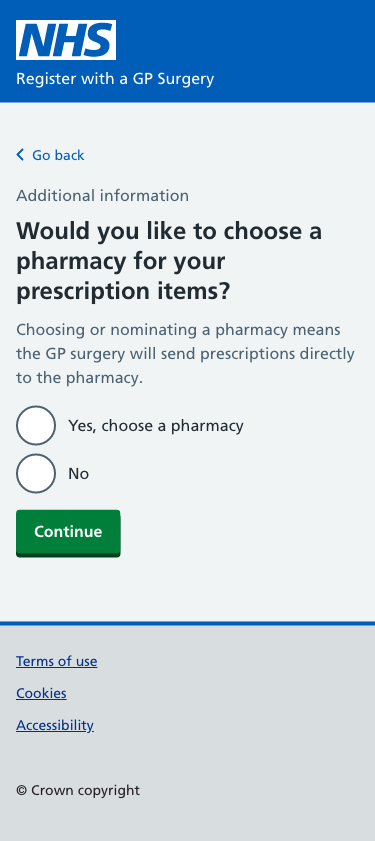 NHS
Register with a GP Surgery
Go back
Additional information
Would you like to choose a
pharmacy for your
prescription items?
Choosing or nominating a pharmacy means
the GP surgery will send prescriptions directly
to the pharmacy.
Yes, choose a pharmacy
No
Continue
Terms of use
Cookies
Accessibility
© Crown copyright